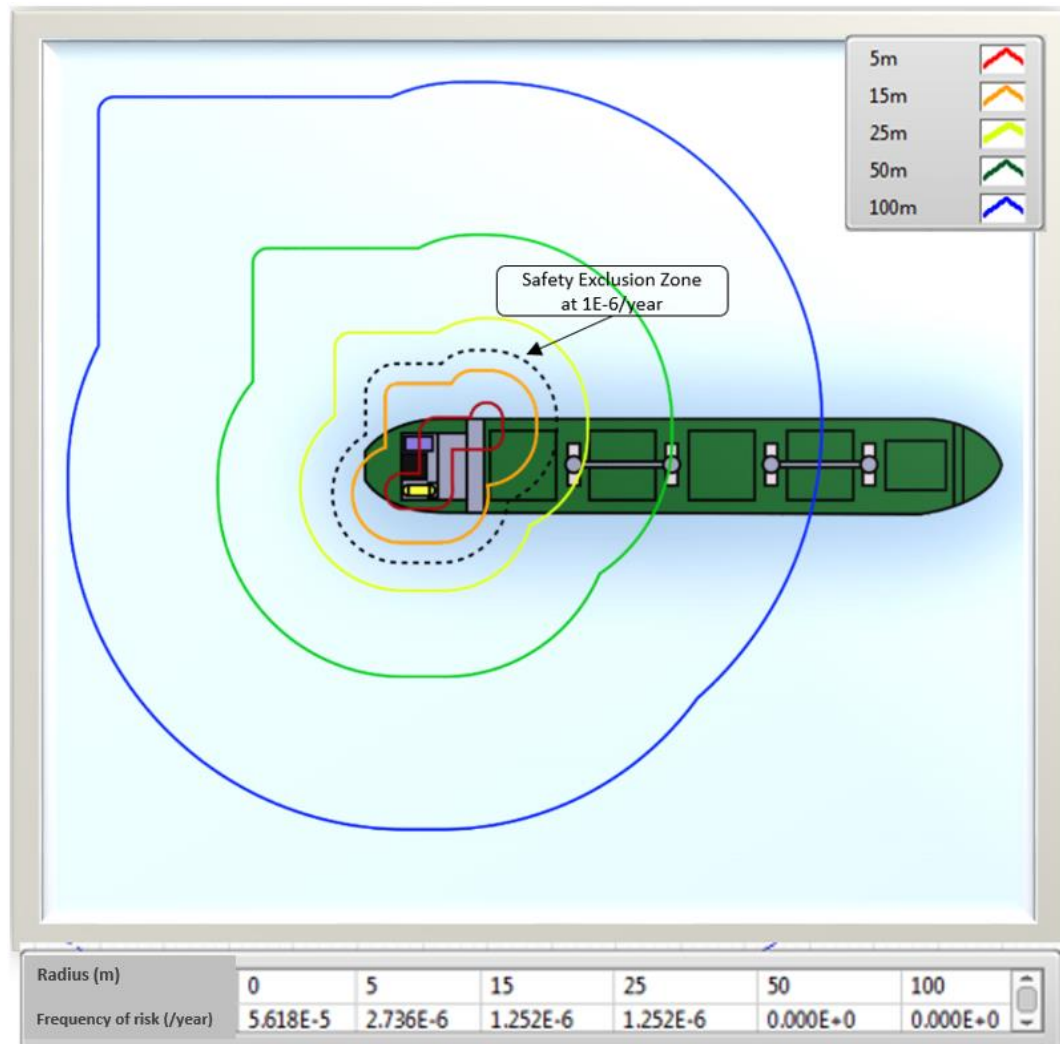 5m
15m
25m
50m
100m
Safety Exclusion Zone
at 1E-6/year
Radius (m) 0 5 15 25 50 100
Frequency of risk (/year) 5.618E-5 2.736E-6 1.252E-6 1.252E-6 0.000E+0 0.000E+0